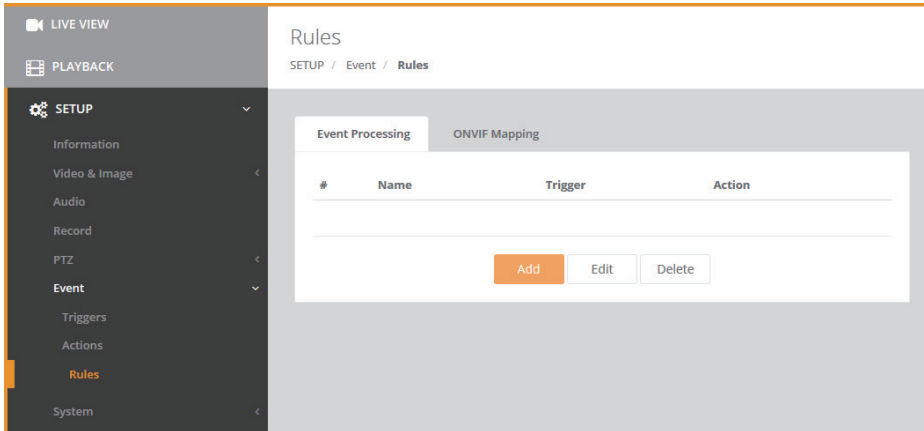 LIVE VIEW
PLAYBACK
SETUP
Information
Video & Image
Audio
Record
PTZ
Event
Triggers
Actions
Rules
System
Rules
SETUP / Event / Rules
Event Processing ONVIF Mapping
# Name Trigger Action
Add Edit Delete